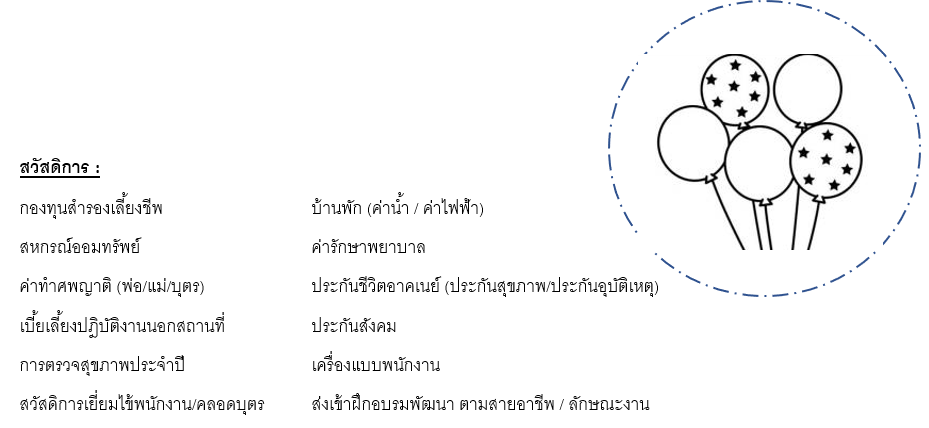 สวัสดิการ :
กองทุนสำรองเลี้ยงชีพ บ้านพัก (ค่าน้ำ / ค่าไฟฟ้า)
สหกรณ์ออมทรัพย์ ค่ารักษาพยาบาล
ค่าทำศพญาติ (พ่อ/แม่/บุตร) ประกันชีวิตอาคเนย์ (ประกันสุขภาพ/ประกันอุบัติเหตุ)
เบี้ยเลี้ยงปฏิบัติงานนอกสถานที่ ประกันสังคม
การตรวจสุขภาพประจำปี เครื่องแบบพนักงาน
สวัสดิการเยี่ยมไข้พนักงาน/คลอดบุตร ส่งเข้าฝึกอบรมพัฒนา ตามสายอาชีพ / ลักษณะงาน